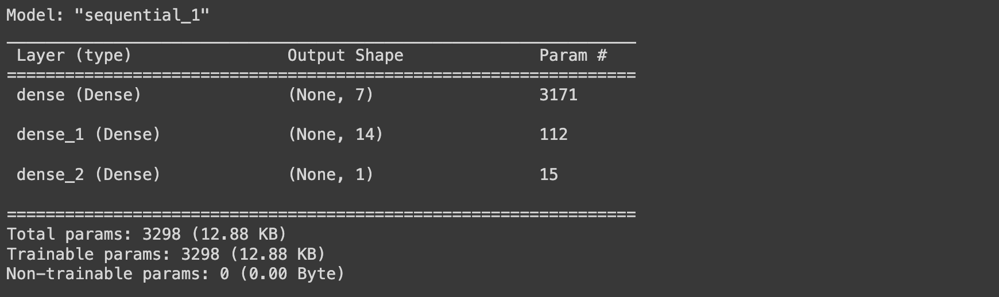 Model: "sequential_1"
_________________________________________________________________
 Layer (type)                Output Shape              Param #
=================================================================
 dense (Dense)               (None, 7)                 3171
 dense_1 (Dense)             (None, 14)                112
 dense_2 (Dense)             (None, 1)                 15
=================================================================
Total params: 3298 (12.88 KB)
Trainable params: 3298 (12.88 KB)
Non-trainable params: 0 (0.00 Byte)